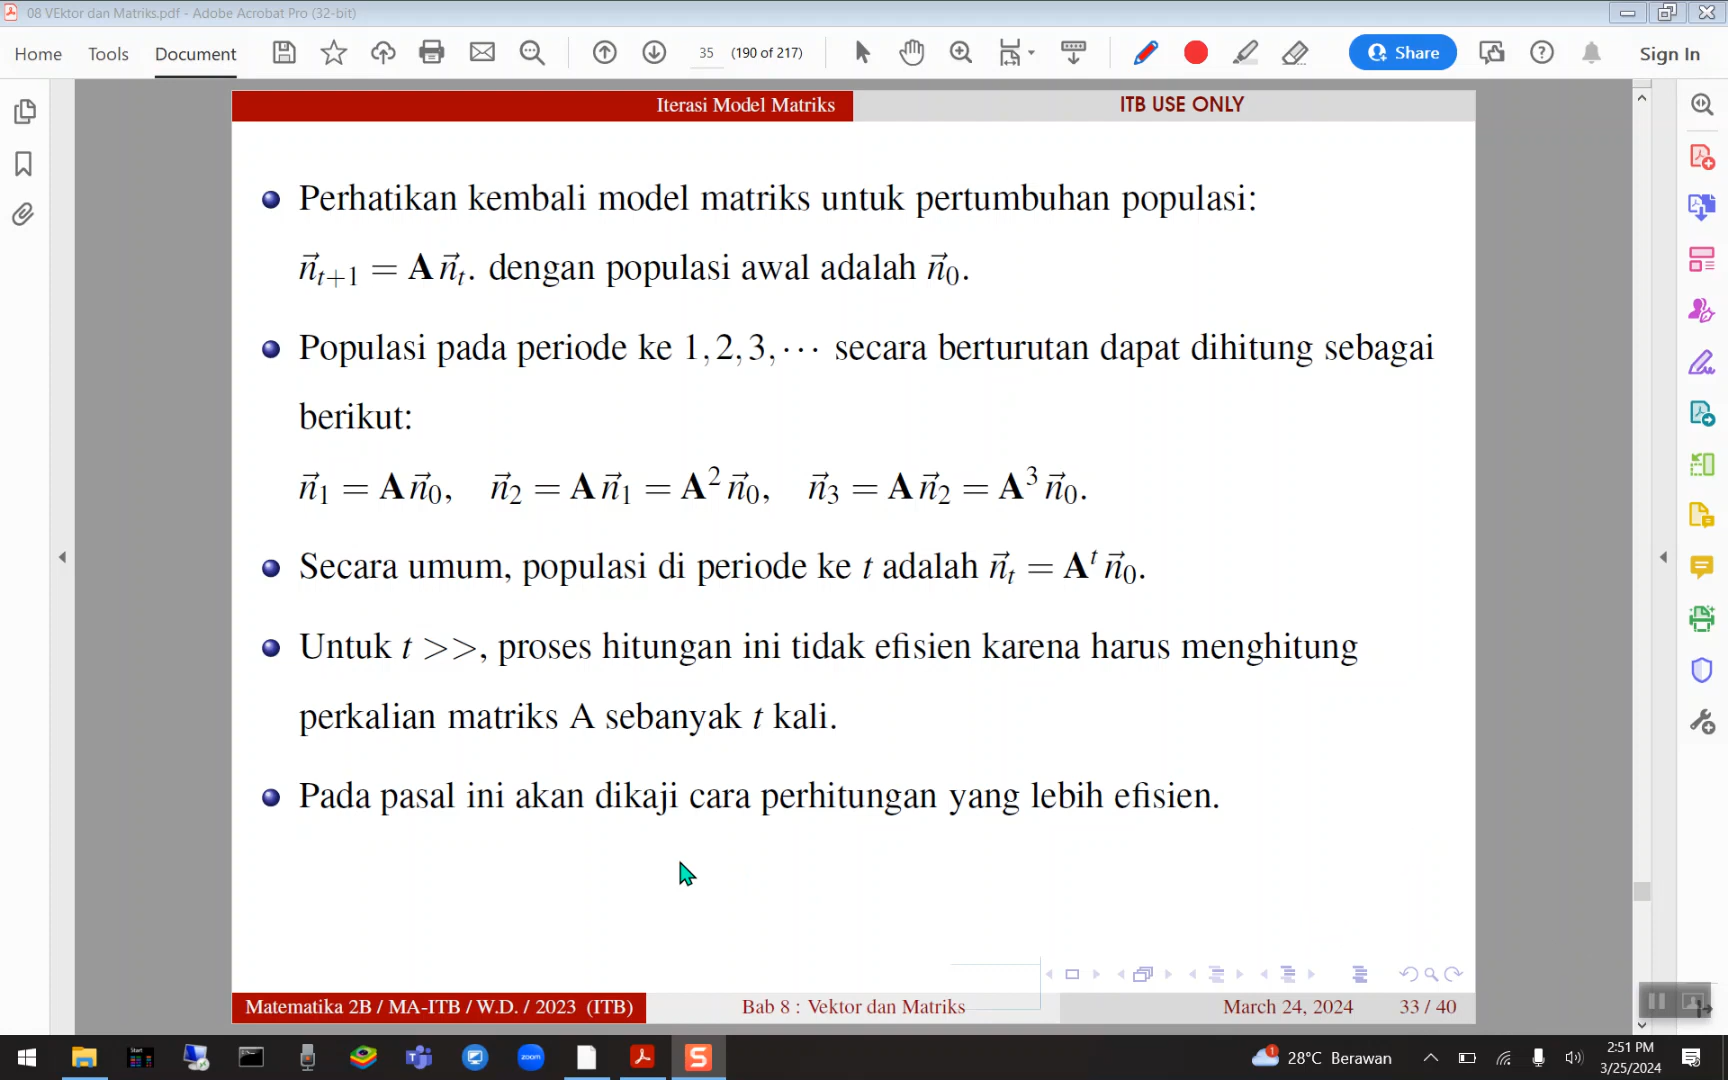 08 VEktor dan Matriks.pdf - Adobe Acrobat Pro (32-bit)
Home Tools Document 35 (190 of 217) Share Sign In
Iterasi Model Matriks ITB USE ONLY
Perhatikan kembali model matriks untuk pertumbuhan populasi:
n⃗ₜ₊₁ = A n⃗ₜ. dengan populasi awal adalah n⃗₀.
Populasi pada periode ke 1, 2, 3, ⋯ secara berturutan dapat dihitung sebagai
berikut:
n⃗₁ = A n⃗₀, n⃗₂ = A n⃗₁ = A² n⃗₀, n⃗₃ = A n⃗₂ = A³ n⃗₀.
Secara umum, populasi di periode ke t adalah n⃗ₜ = Aᵗ n⃗₀.
Untuk t >>, proses hitungan ini tidak efisien karena harus menghitung
perkalian matriks A sebanyak t kali.
Pada pasal ini akan dikaji cara perhitungan yang lebih efisien.
Matematika 2B / MA-ITB / W.D. / 2023 (ITB) Bab 8 : Vektor dan Matriks March 24, 2024 33 / 40
Start zoom S 1 28°C Berawan 2:51 PM
3/25/2024